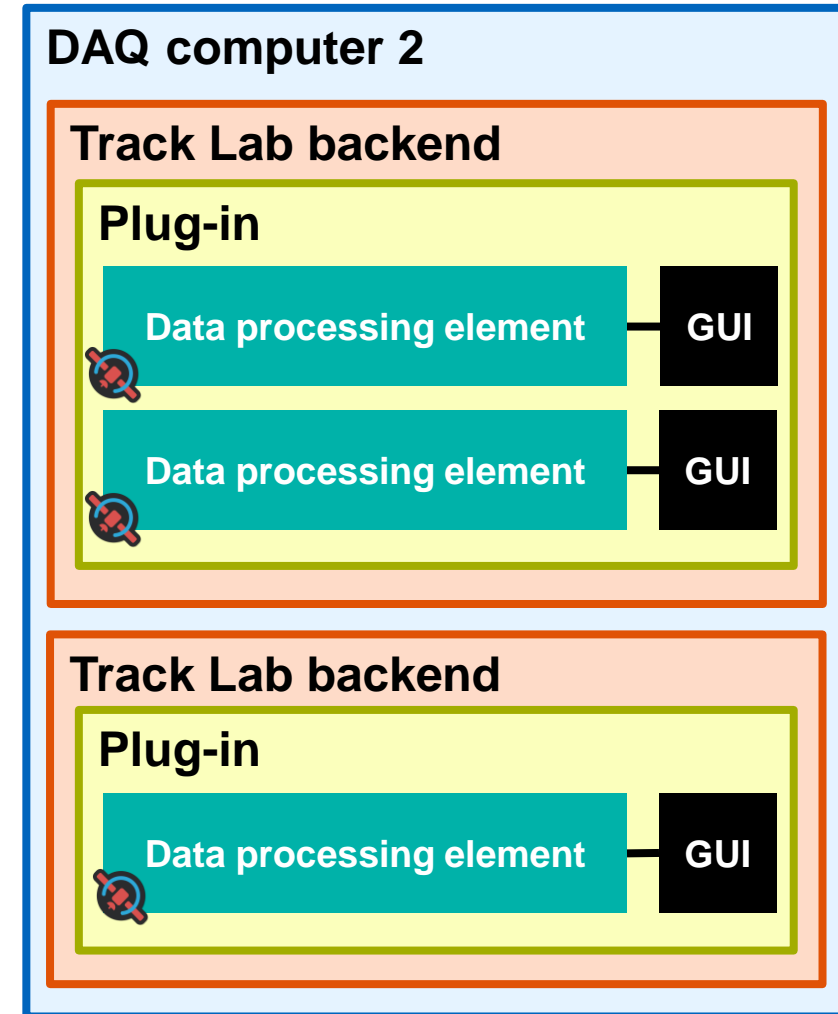 DAQ computer 2
Track Lab backend
Plug-in
Data processing element
GUI
Data processing element
GUI
Track Lab backend
Plug-in
Data processing element
GUI